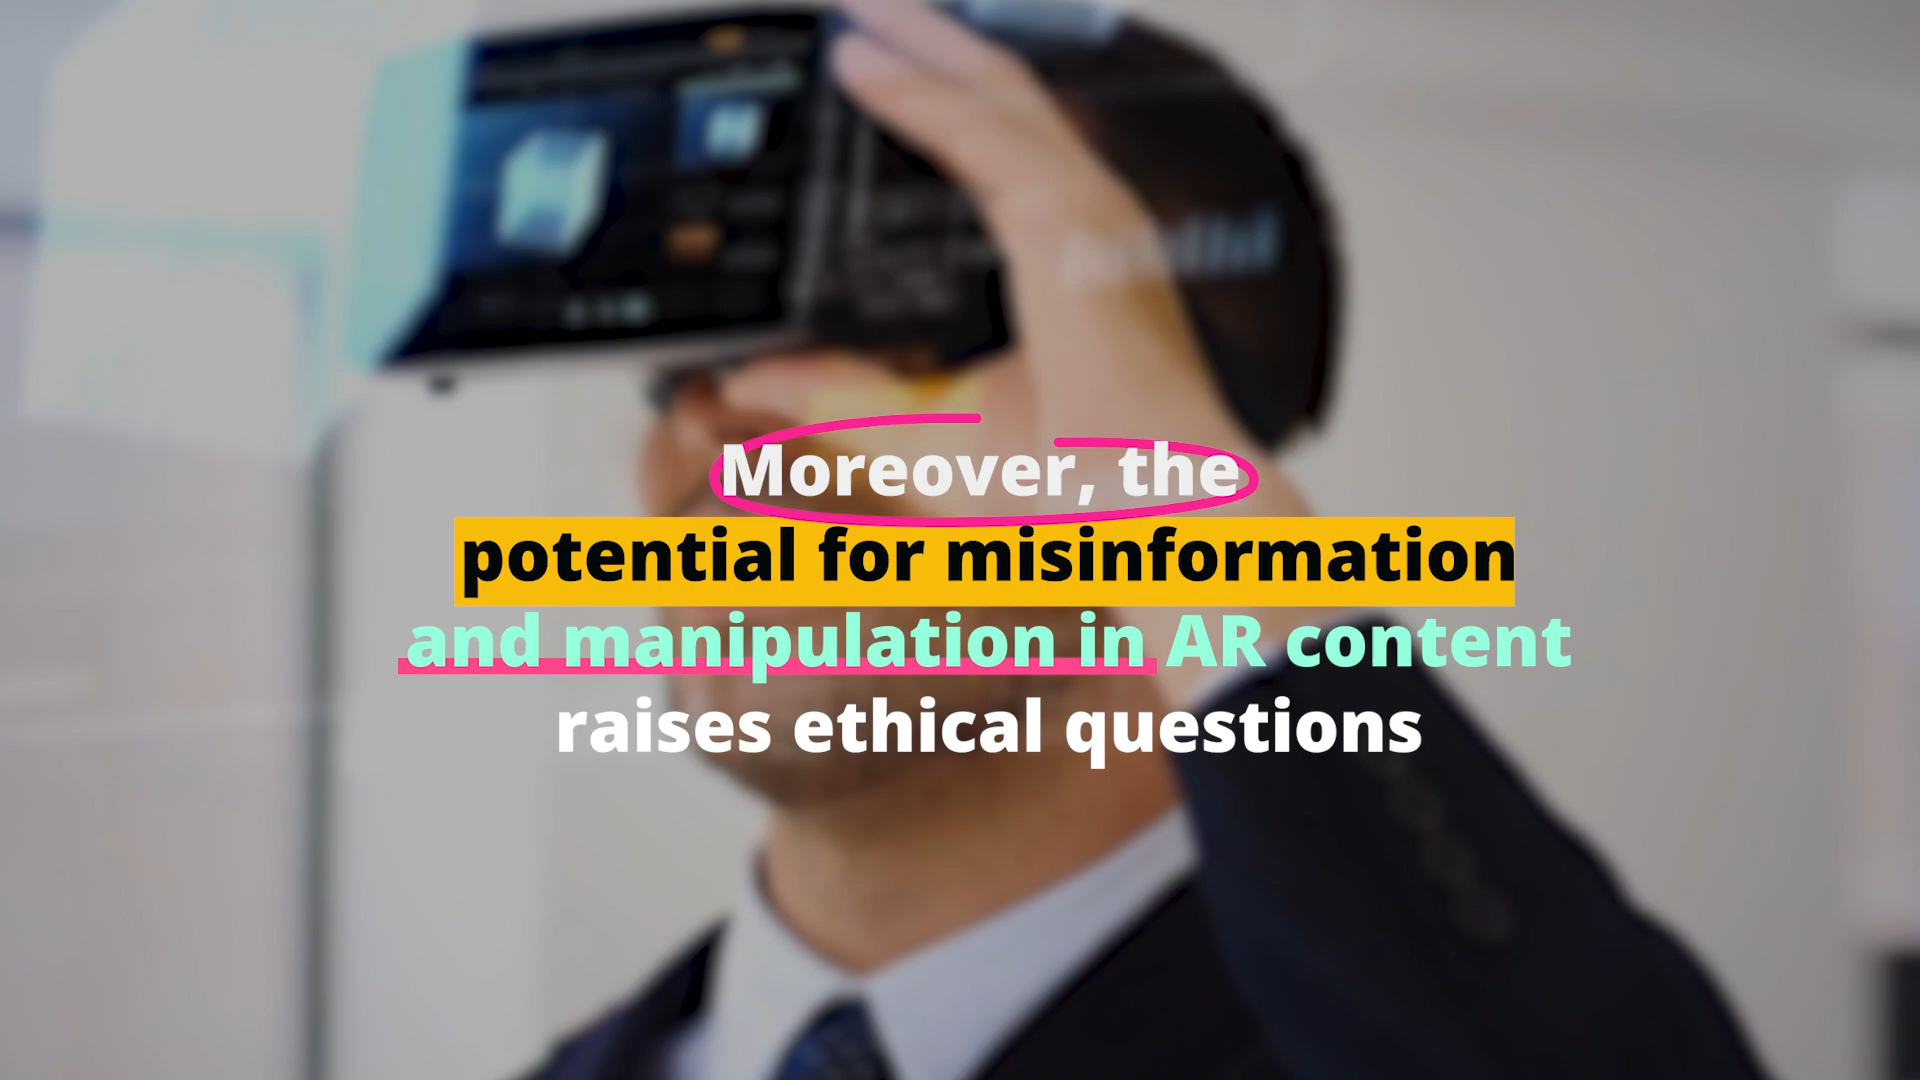 Moreover, the
potential for misinformation
and manipulation in AR content
raises ethical questions